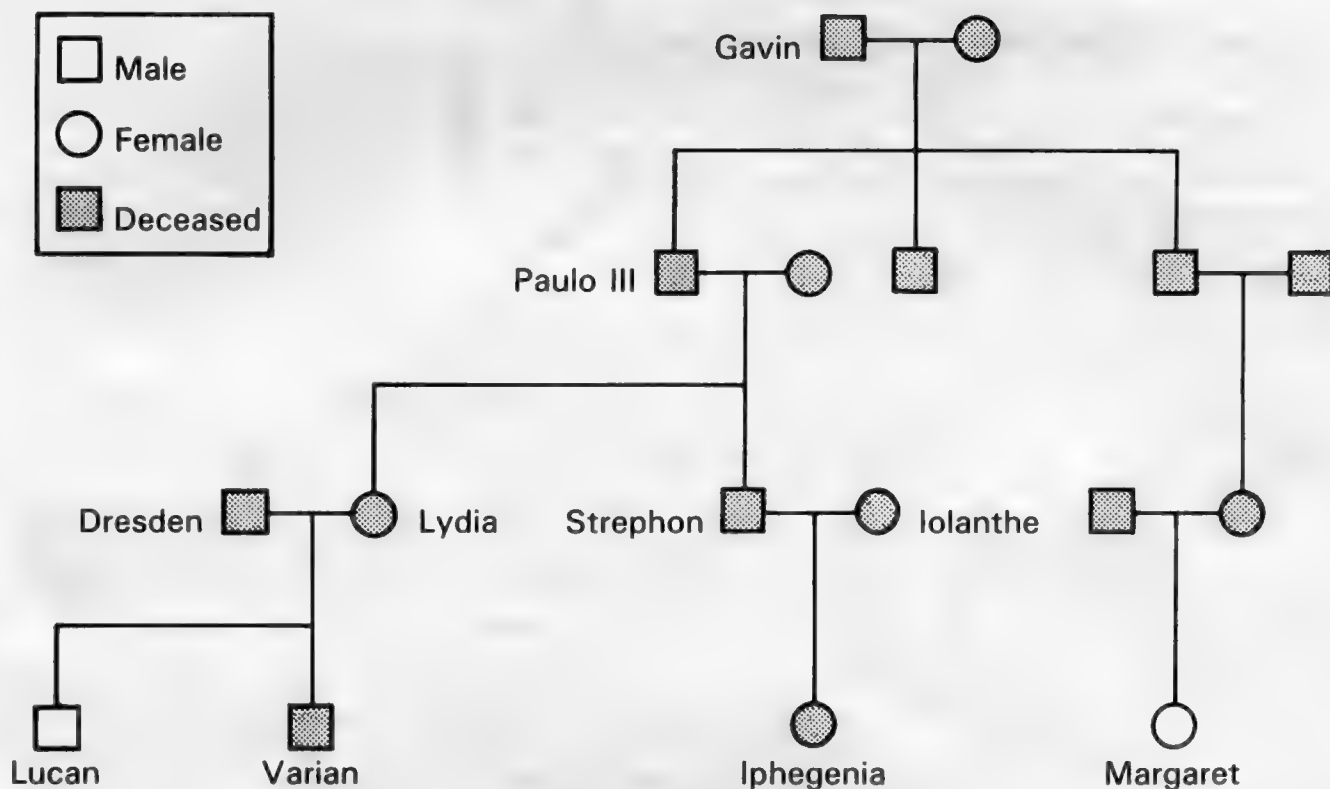 Male
Female
Deceased
Gavin
Paulo III
Dresden
Lydia
Strephon
Iolanthe
Lucan
Varian
Iphegenia
Margaret